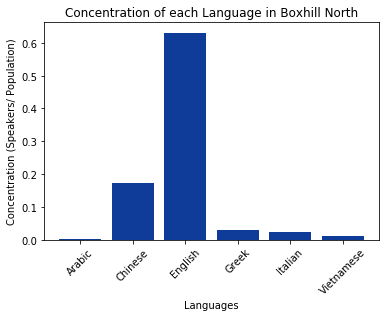 Concentration of each Language in Boxhill North
Concentration (Speakers/ Population)
0.6
0.5
0.4
0.3
0.2
0.1
0.0
Arabic
Chinese
English
Greek
Italian
Vietnamese
Languages